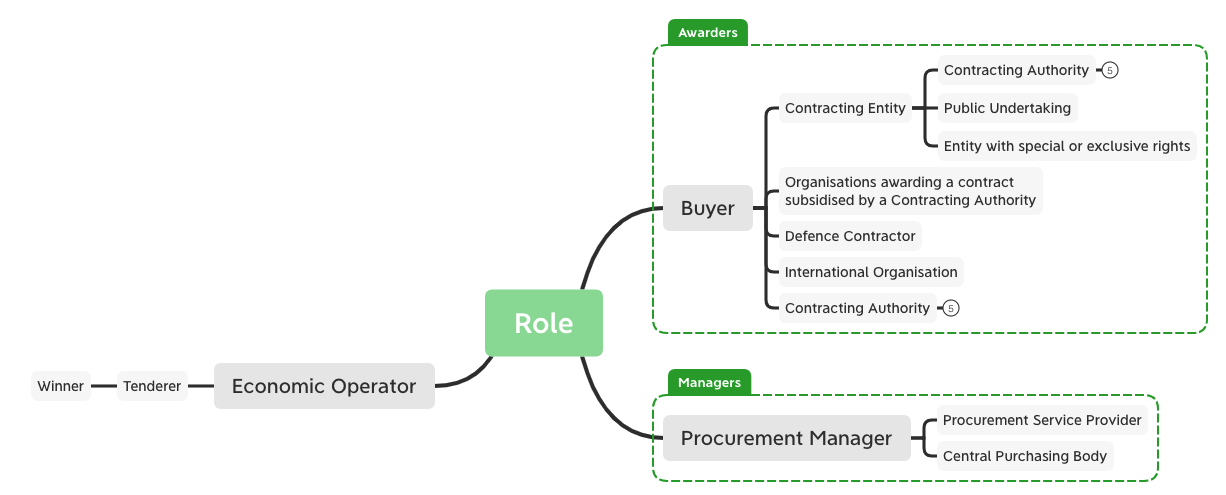 Awarders
Contracting Authority 5
Contracting Entity
Public Undertaking
Entity with special or exclusive rights
Organisations awarding a contract
subsidised by a Contracting Authority
Buyer
Defence Contractor
International Organisation
Contracting Authority 5
Role
Winner
Tenderer
Economic Operator
Managers
Procurement Service Provider
Procurement Manager
Central Purchasing Body